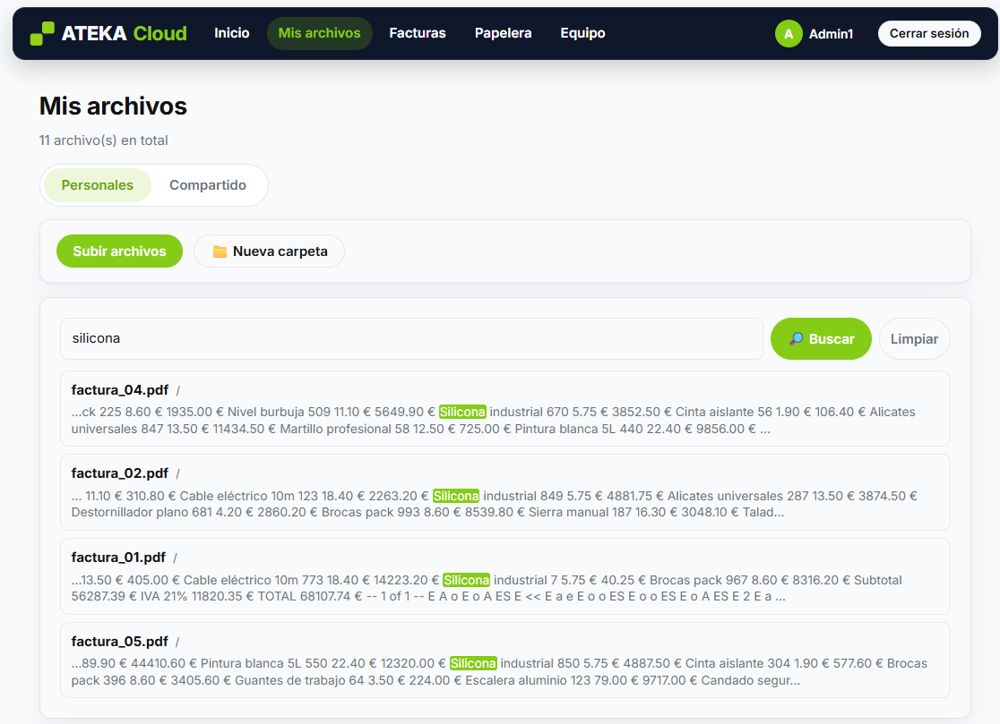 ATEKA Cloud Inicio Mis archivos Facturas Papelera Equipo A Admin1 Cerrar sesión
Mis archivos
11 archivo(s) en total
Personales Compartido
Subir archivos Nueva carpeta
silicona Buscar Limpiar
factura_04.pdf /
...ck 225 8.60 € 1935.00 € Nivel burbuja 509 11.10 € 5649.90 € Silicona industrial 670 5.75 € 3852.50 € Cinta aislante 56 1.90 € 106.40 € Alicates
universales 847 13.50 € 11434.50 € Martillo profesional 58 12.50 € 725.00 € Pintura blanca 5L 440 22.40 € 9856.00 € ...
factura_02.pdf /
... 11.10 € 310.80 € Cable eléctrico 10m 123 18.40 € 2263.20 € Silicona industrial 849 5.75 € 4881.75 € Alicates universales 287 13.50 € 3874.50 €
Destornillador plano 681 4.20 € 2860.20 € Brocas pack 993 8.60 € 8539.80 € Sierra manual 187 16.30 € 3048.10 € Talad...
factura_01.pdf /
...13.50 € 405.00 € Cable eléctrico 10m 773 18.40 € 14223.20 € Silicona industrial 7 5.75 € 40.25 € Brocas pack 967 8.60 € 8316.20 € Subtotal
56287.39 € IVA 21% 11820.35 € TOTAL 68107.74 € -- 1 of 1 -- E A o E o A ES E << E a e E o o ES E o o ES E o A ES E 2 E a ...
factura_05.pdf /
...89.90 € 44410.60 € Pintura blanca 5L 550 22.40 € 12320.00 € Silicona industrial 850 5.75 € 4887.50 € Cinta aislante 304 1.90 € 577.60 € Brocas
pack 396 8.60 € 3405.60 € Guantes de trabajo 64 3.50 € 224.00 € Escalera aluminio 123 79.00 € 9717.00 € Candado segur...